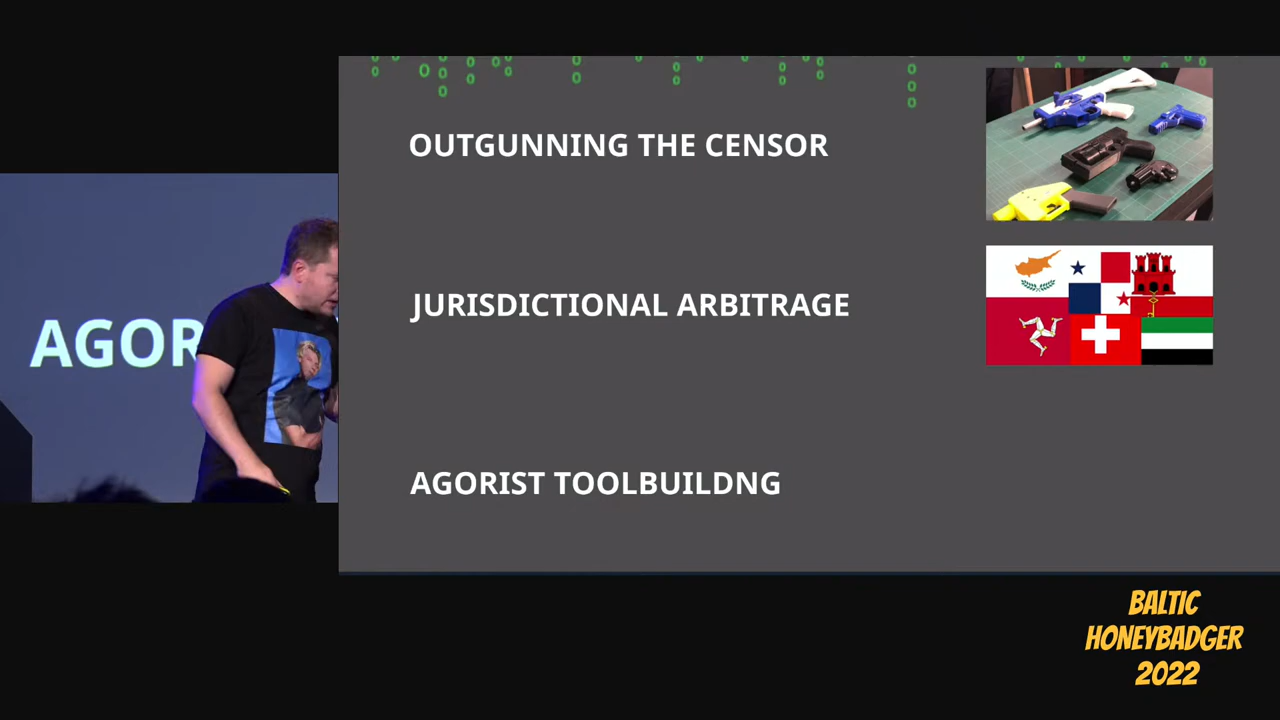 OUTGUNNING THE CENSOR
JURISDICTIONAL ARBITRAGE
AGOR
AGORIST TOOLBUILDNG
BALTIC
HONEYBADGER
2022